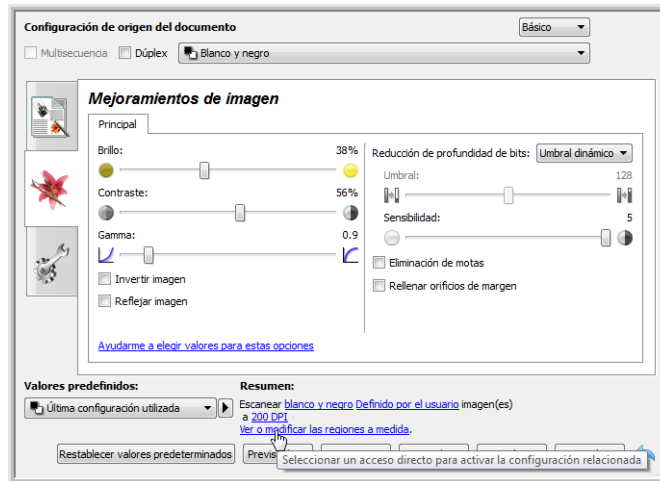 Configuración de origen del documento
Básico
Multisecuencia Dúplex Blanco y negro
Mejoramientos de imagen
Principal
Brillo: 38%
Contraste: 56%
Gamma: 0.9
Invertir imagen
Reflejar imagen
Ayudarme a elegir valores para estas opciones
Reducción de profundidad de bits: Umbral dinámico
Umbral: 128
Sensibilidad: 5
Eliminación de motas
Rellenar orificios de margen
Valores predefinidos:
Última configuración utilizada
Resumen:
Escanear blanco y negro Definido por el usuario imagen(es)
a 200 DPI
Ver o modificar las regiones a medida.
Restablecer valores predeterminados
Seleccionar un acceso directo para activar la configuración relacionada